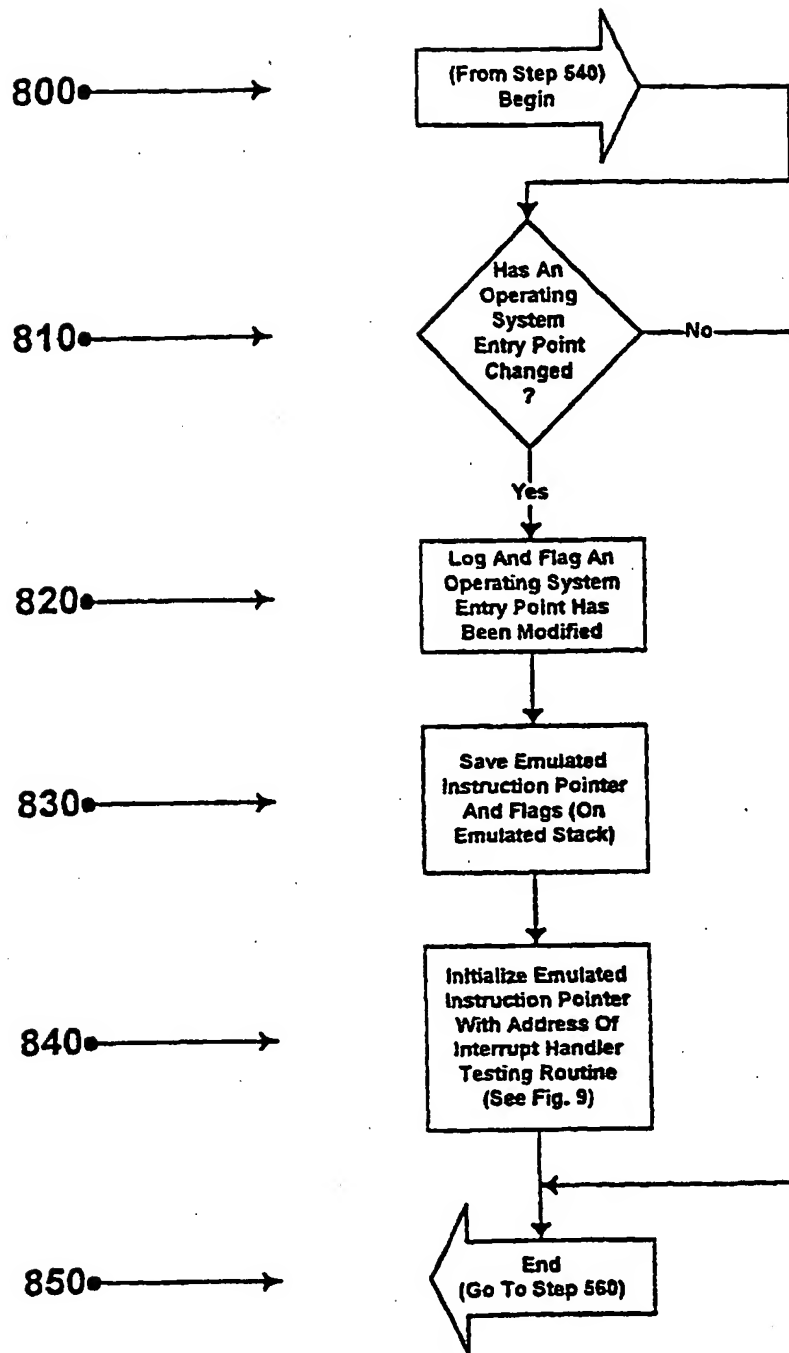 800
(From Step 540)
Begin
810
Has An
Operating
System
Entry Point
Changed
?
No
Yes
820
Log And Flag An
Operating System
Entry Point Has
Been Modified
830
Save Emulated
Instruction Pointer
And Flags (On
Emulated Stack)
840
Initialize Emulated
Instruction Pointer
With Address Of
Interrupt Handler
Testing Routine
(See Fig. 9)
850
End
(Go To Step 560)